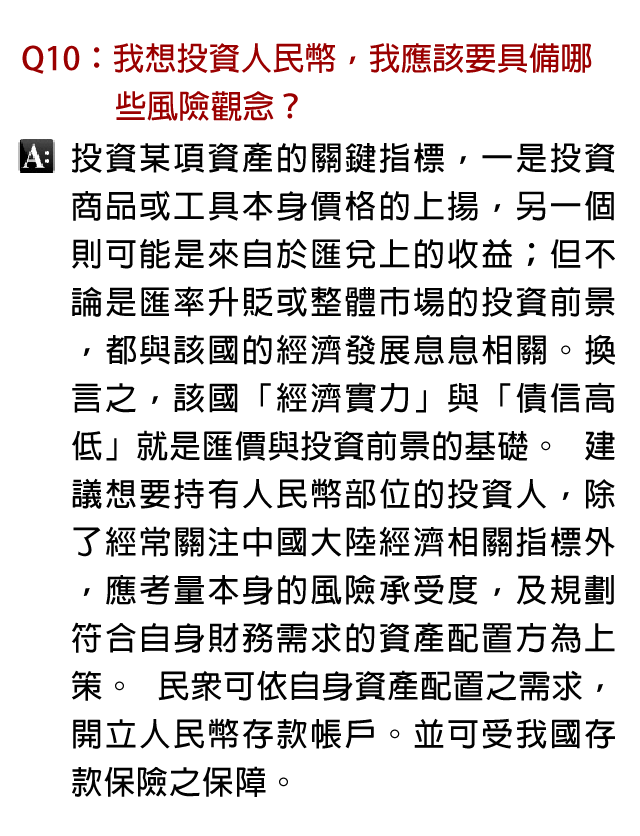 Q10：我想投資人民幣，我應該要具備哪
些風險觀念？
A: 投資某項資產的關鍵指標，一是投資
商品或工具本身價格的上揚，另一個
則可能是來自於匯兌上的收益；但不
論是匯率升貶或整體市場的投資前景
，都與該國的經濟發展息息相關。換
言之，該國「經濟實力」與「債信高
低」就是匯價與投資前景的基礎。 建
議想要持有人民幣部位的投資人，除
了經常關注中國大陸經濟相關指標外
，應考量本身的風險承受度，及規劃
符合自身財務需求的資產配置方為上
策。 民眾可依自身資產配置之需求，
開立人民幣存款帳戶。並可受我國存
款保險之保障。